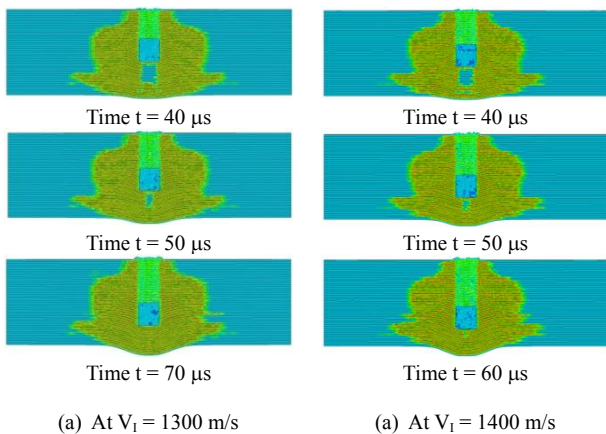 Time t = 40 μs
Time t = 40 μs
Time t = 50 μs
Time t = 50 μs
Time t = 70 μs
Time t = 60 μs
(a) At V_I = 1300 m/s
(a) At V_I = 1400 m/s